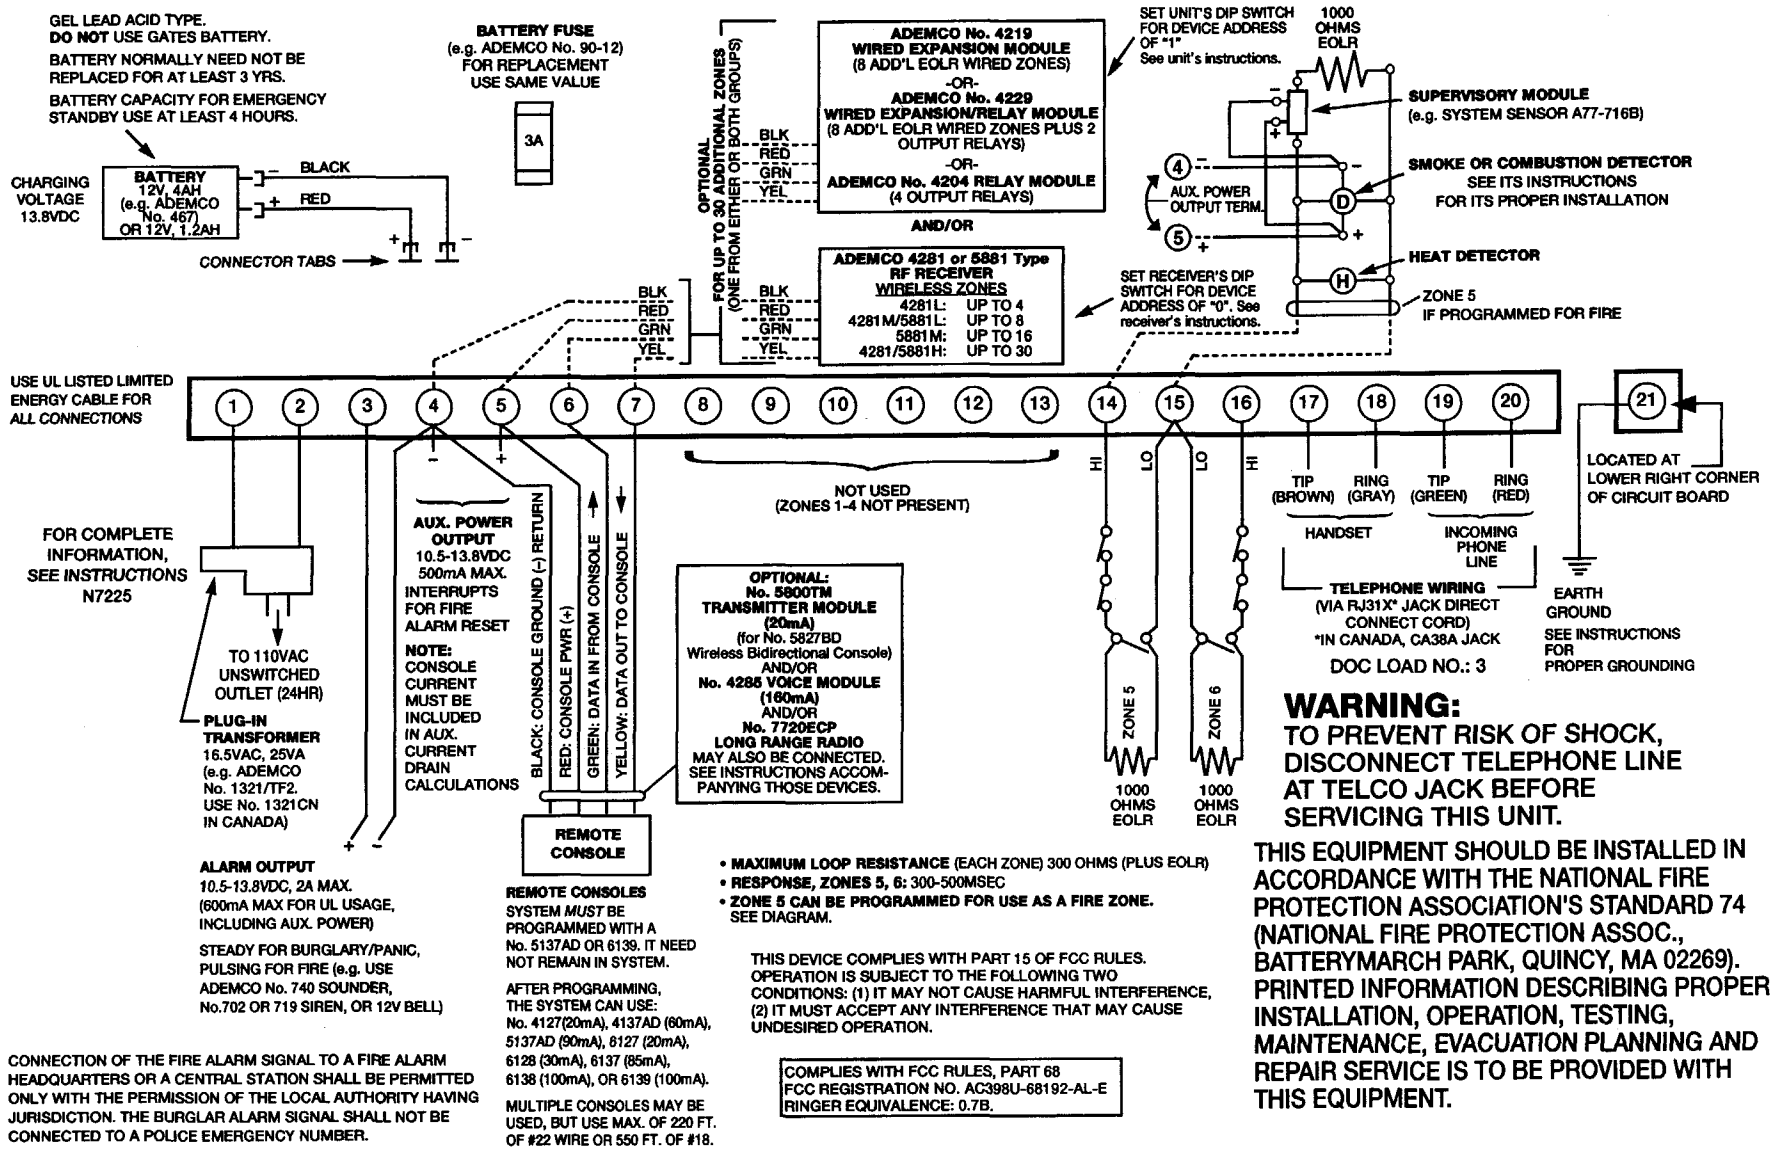 GEL LEAD ACID TYPE.
DO NOT USE GATES BATTERY.
BATTERY NORMALLY NEED NOT BE
REPLACED FOR AT LEAST 3 YRS.
BATTERY CAPACITY FOR EMERGENCY
STANDBY USE AT LEAST 4 HOURS.
CHARGING
VOLTAGE
13.8VDC
BATTERY
12V, 4AH
(e.g. ADEMCO
No. 467)
OR 12V, 1.2AH
−
BLACK
+
RED
+
−
CONNECTOR TABS
BATTERY FUSE
(e.g. ADEMCO No. 90-12)
FOR REPLACEMENT
USE SAME VALUE
3A
OPTIONAL
FOR UP TO 30 ADDITIONAL ZONES
(ONE FROM EITHER OR BOTH GROUPS)
BLK
RED
GRN
YEL
ADEMCO No. 4219
WIRED EXPANSION MODULE
(8 ADD'L EOLR WIRED ZONES)
-OR-
ADEMCO No. 4229
WIRED EXPANSION/RELAY MODULE
(8 ADD'L EOLR WIRED ZONES PLUS 2
OUTPUT RELAYS)
-OR-
ADEMCO No. 4204 RELAY MODULE
(4 OUTPUT RELAYS)
AND/OR
BLK
RED
GRN
YEL
ADEMCO 4281 or 5881 Type
RF RECEIVER
WIRELESS ZONES
4281L: UP TO 4
4281M/5881L: UP TO 8
5881M: UP TO 16
4281/5881H: UP TO 30
BLK
RED
GRN
YEL
SET UNIT'S DIP SWITCH
FOR DEVICE ADDRESS
OF "1"
See unit's instructions.
SET RECEIVER'S DIP
SWITCH FOR DEVICE
ADDRESS OF "0". See
receiver's instructions.
1000
OHMS
EOLR
−
+
SUPERVISORY MODULE
(e.g. SYSTEM SENSOR A77-716B)
4 −
AUX. POWER
OUTPUT TERM.
5 +
−
D
+
SMOKE OR COMBUSTION DETECTOR
SEE ITS INSTRUCTIONS
FOR ITS PROPER INSTALLATION
H
HEAT DETECTOR
ZONE 5
IF PROGRAMMED FOR FIRE
USE UL LISTED LIMITED
ENERGY CABLE FOR
ALL CONNECTIONS
1 2 3 4 5 6 7 8 9 10 11 12 13 14 15 16 17 18 19 20 21
FOR COMPLETE
INFORMATION,
SEE INSTRUCTIONS
N7225
TO 110VAC
UNSWITCHED
OUTLET (24HR)
PLUG-IN
TRANSFORMER
16.5VAC, 25VA
(e.g. ADEMCO
No. 1321/TF2.
USE No. 1321CN
IN CANADA)
+ −
ALARM OUTPUT
10.5-13.8VDC, 2A MAX.
(600mA MAX FOR UL USAGE,
INCLUDING AUX. POWER)
STEADY FOR BURGLARY/PANIC,
PULSING FOR FIRE (e.g. USE
ADEMCO No. 740 SOUNDER,
No.702 OR 719 SIREN, OR 12V BELL)
CONNECTION OF THE FIRE ALARM SIGNAL TO A FIRE ALARM
HEADQUARTERS OR A CENTRAL STATION SHALL BE PERMITTED
ONLY WITH THE PERMISSION OF THE LOCAL AUTHORITY HAVING
JURISDICTION. THE BURGLAR ALARM SIGNAL SHALL NOT BE
CONNECTED TO A POLICE EMERGENCY NUMBER.
− +
AUX. POWER
OUTPUT
10.5-13.8VDC
500mA MAX.
INTERRUPTS
FOR FIRE
ALARM RESET
NOTE:
CONSOLE
CURRENT
MUST BE
INCLUDED
IN AUX.
CURRENT
DRAIN
CALCULATIONS
BLACK: CONSOLE GROUND (−) RETURN
RED: CONSOLE PWR (+)
GREEN: DATA IN FROM CONSOLE
YELLOW: DATA OUT TO CONSOLE
REMOTE
CONSOLE
REMOTE CONSOLES
SYSTEM MUST BE
PROGRAMMED WITH A
No. 5137AD OR 6139. IT NEED
NOT REMAIN IN SYSTEM.
AFTER PROGRAMMING,
THE SYSTEM CAN USE:
No. 4127(20mA), 4137AD (60mA),
5137AD (90mA), 6127 (20mA),
6128 (30mA), 6137 (85mA),
6138 (100mA), OR 6139 (100mA).
MULTIPLE CONSOLES MAY BE
USED, BUT USE MAX. OF 220 FT.
OF #22 WIRE OR 550 FT. OF #18.
OPTIONAL:
No. 5800TM
TRANSMITTER MODULE
(20mA)
(for No. 5827BD
Wireless Bidirectional Console)
AND/OR
No. 4285 VOICE MODULE
(160mA)
AND/OR
No. 7720ECP
LONG RANGE RADIO
MAY ALSO BE CONNECTED.
SEE INSTRUCTIONS ACCOM-
PANYING THOSE DEVICES.
NOT USED
(ZONES 1-4 NOT PRESENT)
HI
LO
LO
HI
ZONE 5
ZONE 6
1000
OHMS
EOLR
1000
OHMS
EOLR
• MAXIMUM LOOP RESISTANCE (EACH ZONE) 300 OHMS (PLUS EOLR)
• RESPONSE, ZONES 5, 6: 300-500MSEC
• ZONE 5 CAN BE PROGRAMMED FOR USE AS A FIRE ZONE.
SEE DIAGRAM.
THIS DEVICE COMPLIES WITH PART 15 OF FCC RULES.
OPERATION IS SUBJECT TO THE FOLLOWING TWO
CONDITIONS: (1) IT MAY NOT CAUSE HARMFUL INTERFERENCE,
(2) IT MUST ACCEPT ANY INTERFERENCE THAT MAY CAUSE
UNDESIRED OPERATION.
COMPLIES WITH FCC RULES, PART 68
FCC REGISTRATION NO. AC398U-68192-AL-E
RINGER EQUIVALENCE: 0.7B.
TIP
(BROWN)
RING
(GRAY)
TIP
(GREEN)
RING
(RED)
HANDSET
INCOMING
PHONE
LINE
TELEPHONE WIRING
(VIA RJ31X* JACK DIRECT
CONNECT CORD)
*IN CANADA, CA38A JACK
DOC LOAD NO.: 3
LOCATED AT
LOWER RIGHT CORNER
OF CIRCUIT BOARD
EARTH
GROUND
SEE INSTRUCTIONS
FOR
PROPER GROUNDING
WARNING:
TO PREVENT RISK OF SHOCK,
DISCONNECT TELEPHONE LINE
AT TELCO JACK BEFORE
SERVICING THIS UNIT.
THIS EQUIPMENT SHOULD BE INSTALLED IN
ACCORDANCE WITH THE NATIONAL FIRE
PROTECTION ASSOCIATION'S STANDARD 74
(NATIONAL FIRE PROTECTION ASSOC.,
BATTERYMARCH PARK, QUINCY, MA 02269).
PRINTED INFORMATION DESCRIBING PROPER
INSTALLATION, OPERATION, TESTING,
MAINTENANCE, EVACUATION PLANNING AND
REPAIR SERVICE IS TO BE PROVIDED WITH
THIS EQUIPMENT.